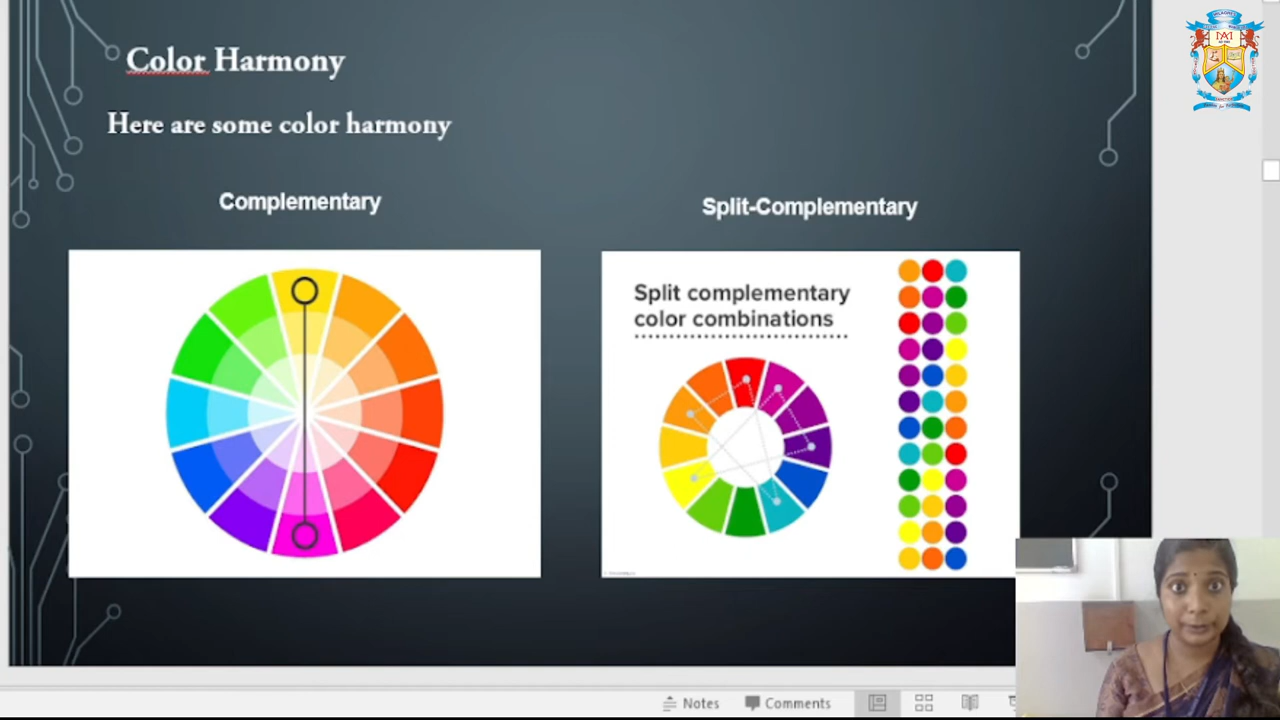 Color Harmony
Here are some color harmony
Complementary
Split-Complementary
Split complementary
color combinations
Notes
Comments